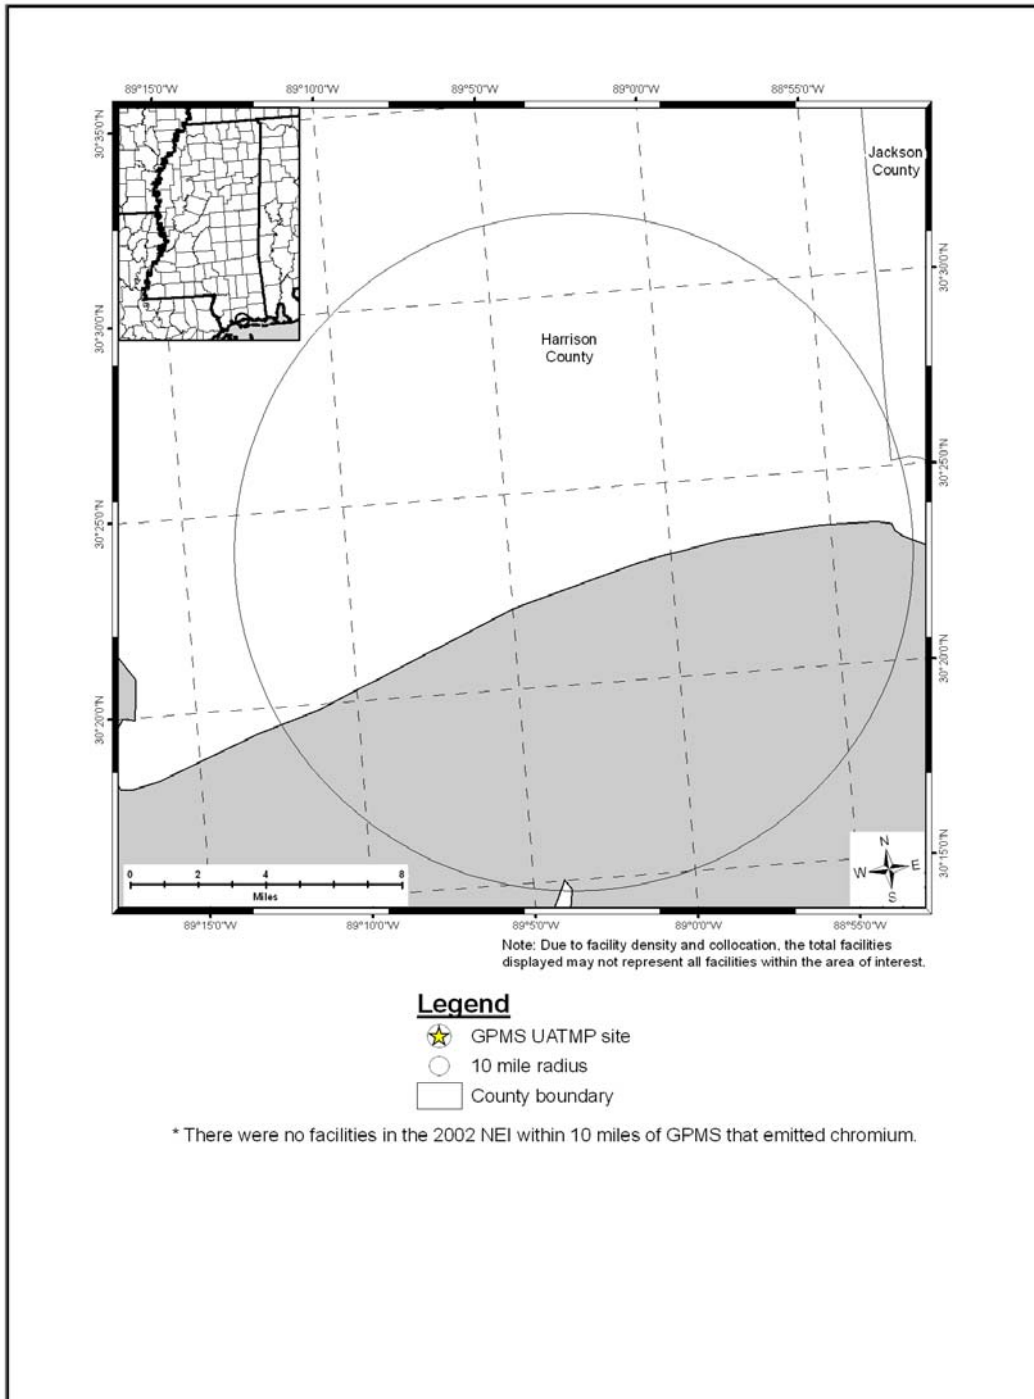 89°15'0"W 89°10'0"W 89°5'0"W 89°0'0"W 88°55'0"W
30°35'0"N
Jackson
County
30°30'0"N
30°30'0"N
Harrison
County
30°25'0"N
30°25'0"N
30°20'0"N
30°20'0"N
30°15'0"N
N
W E
S
0 2 4 8
Miles
89°15'0"W 89°10'0"W 89°5'0"W 89°0'0"W 88°55'0"W
Note: Due to facility density and collocation, the total facilities
displayed may not represent all facilities within the area of interest.
Legend
GPMS UATMP site
10 mile radius
County boundary
* There were no facilities in the 2002 NEI within 10 miles of GPMS that emitted chromium.